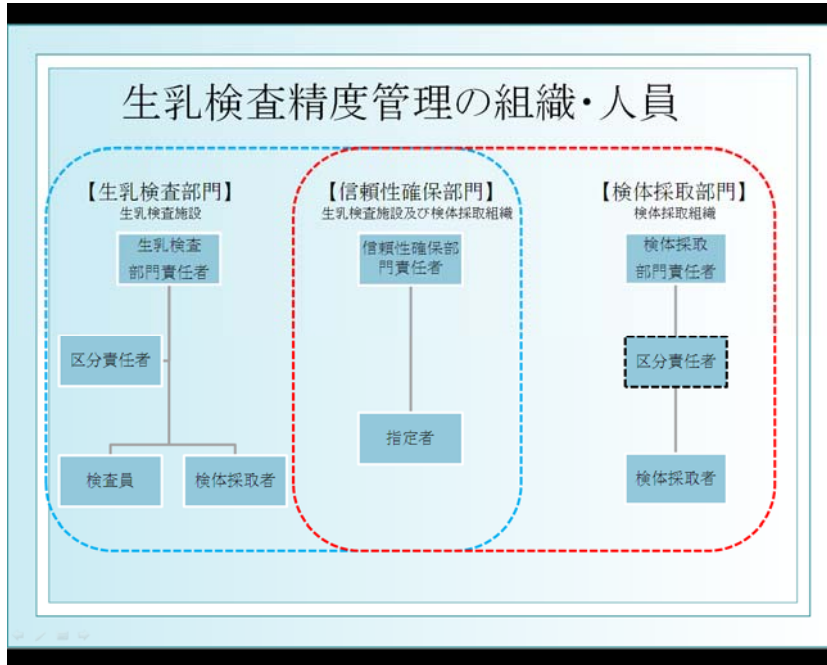 生乳検査精度管理の組織・人員
【生乳検査部門】
生乳検査施設
生乳検査
部門責任者
区分責任者
検査員
検体採取者
【信頼性確保部門】
生乳検査施設及び検体採取組織
信頼性確保部
門責任者
指定者
【検体採取部門】
検体採取組織
検体採取
部門責任者
区分責任者
検体採取者